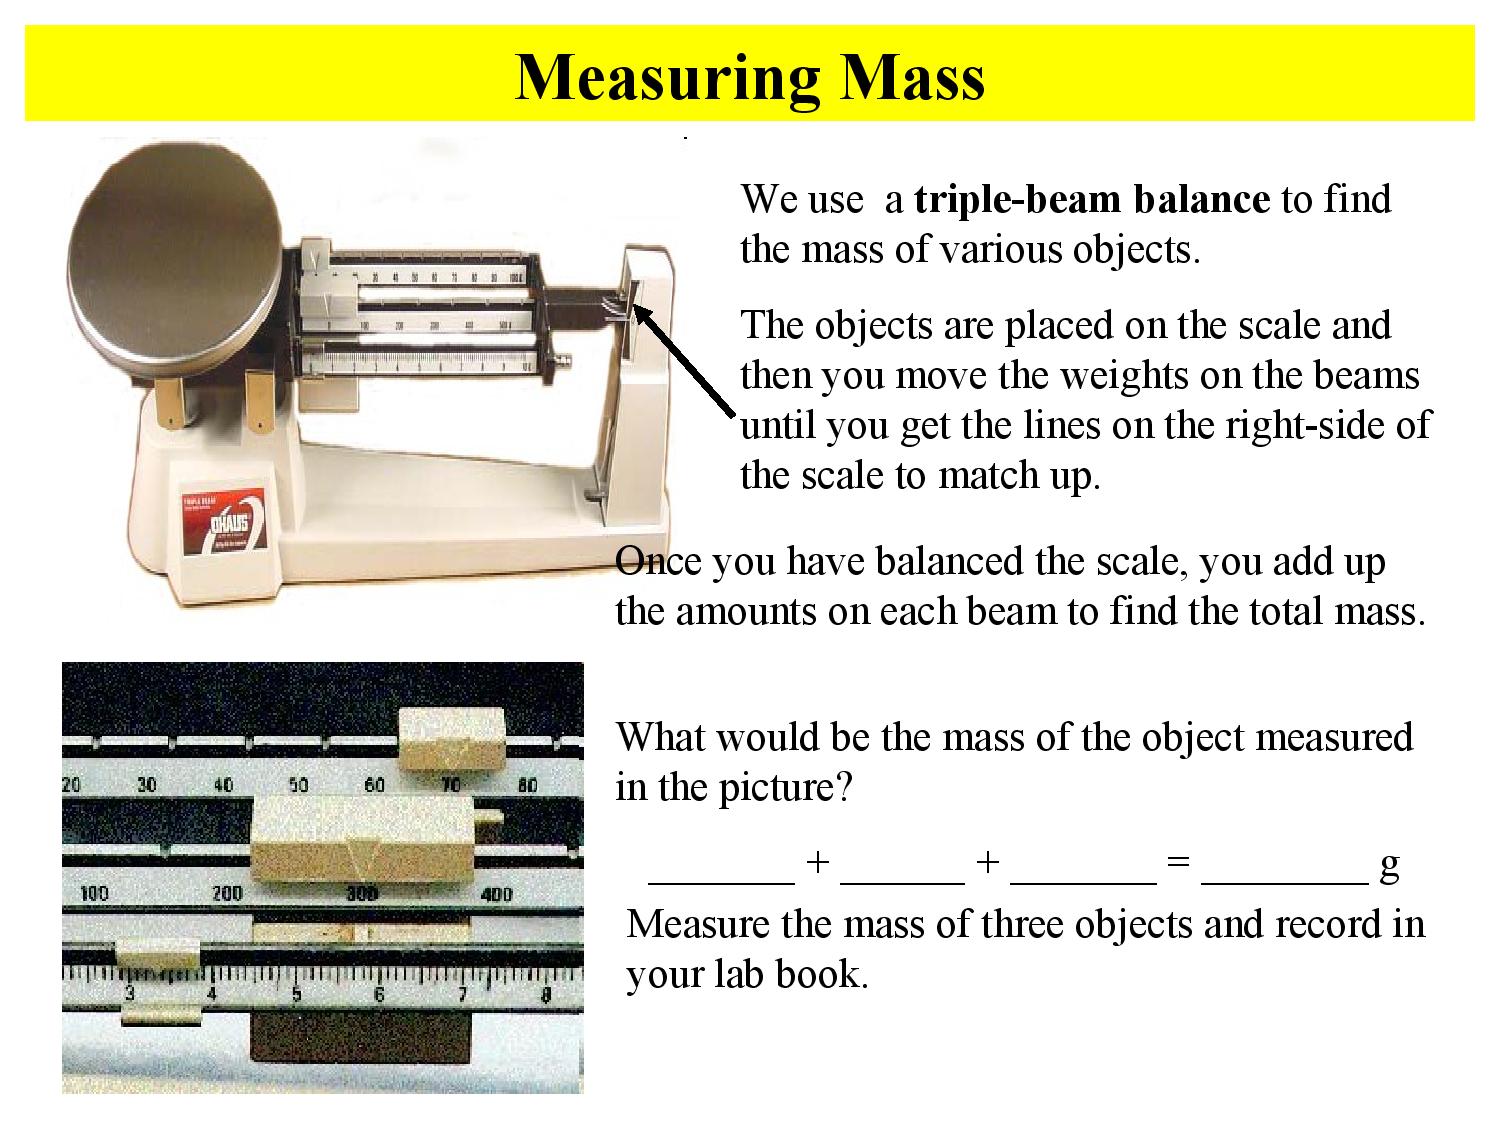 Measuring Mass
We use a triple-beam balance to find
the mass of various objects.
The objects are placed on the scale and
then you move the weights on the beams
until you get the lines on the right-side of
the scale to match up.
OHAUS
Once you have balanced the scale, you add up
the amounts on each beam to find the total mass.
What would be the mass of the object measured
in the picture?
_______ + ______ + _______ = ________ g
Measure the mass of three objects and record in
your lab book.
20 30 40 50 60 70 80
100 200 300 400
3 4 5 6 7 8